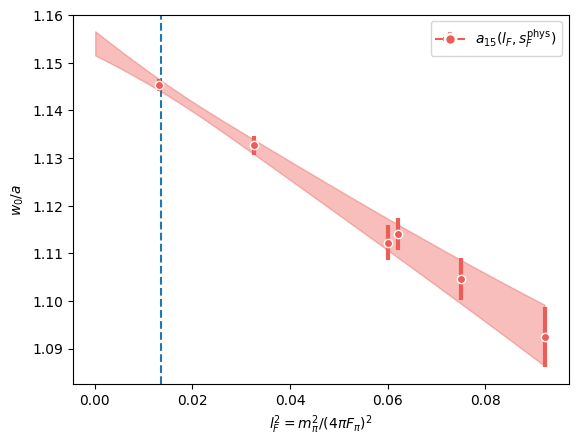 1.16
1.15
1.14
1.13
1.12
1.11
1.10
1.09
w₀/a
a₁₅(l_F, s_F^phys)
0.00 0.02 0.04 0.06 0.08
l_F² = m_π²/(4πF_π)²